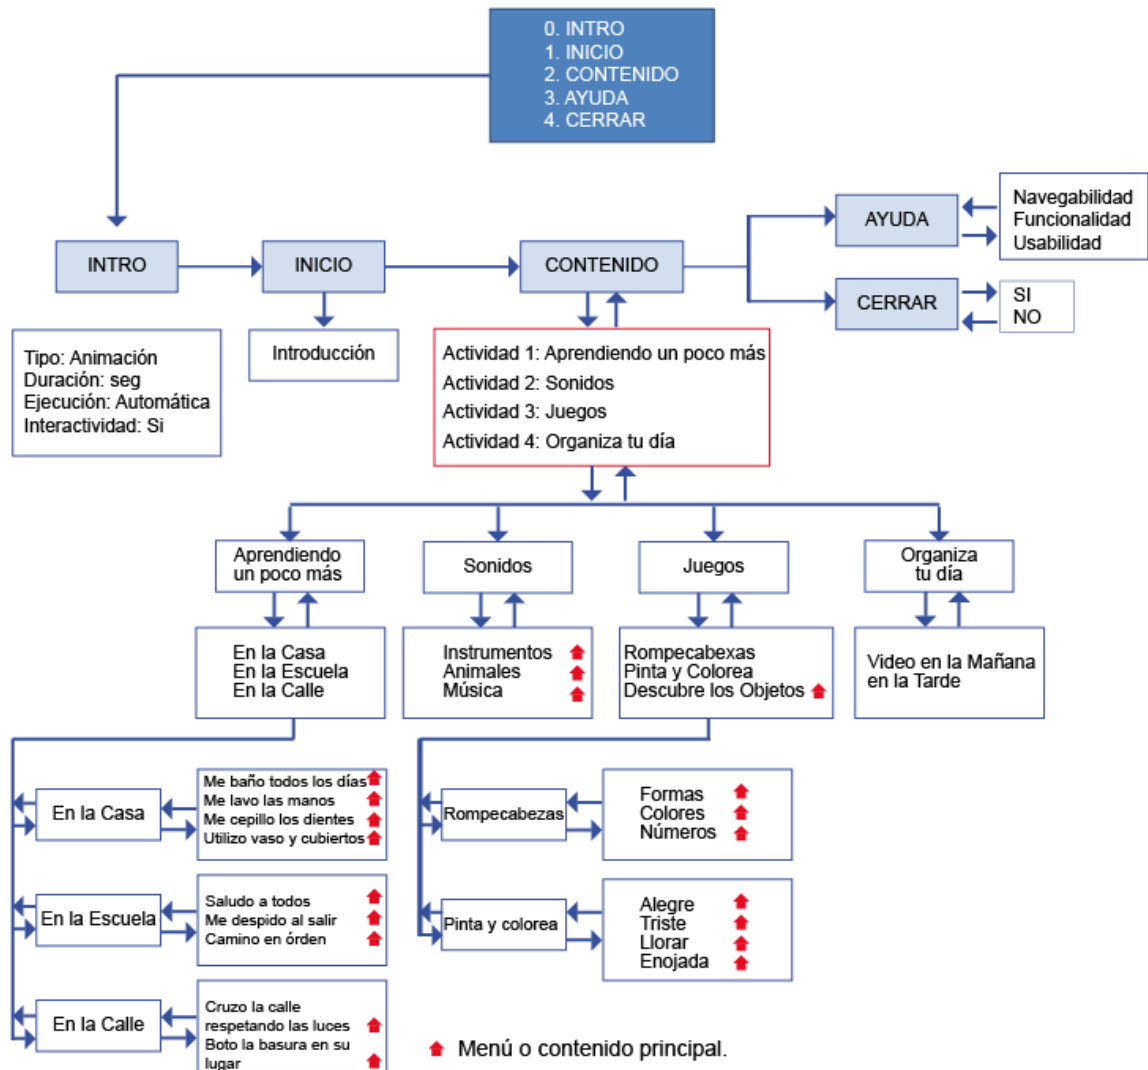 0. INTRO
1. INICIO
2. CONTENIDO
3. AYUDA
4. CERRAR
INTRO
INICIO
CONTENIDO
AYUDA
Navegabilidad
Funcionalidad
Usabilidad
CERRAR
SI
NO
Tipo: Animación
Duración: seg
Ejecución: Automática
Interactividad: Si
Introducción
Actividad 1: Aprendiendo un poco más
Actividad 2: Sonidos
Actividad 3: Juegos
Actividad 4: Organiza tu día
Aprendiendo
un poco más
Sonidos
Juegos
Organiza
tu día
En la Casa
En la Escuela
En la Calle
Instrumentos
Animales
Música
Rompecabexas
Pinta y Colorea
Descubre los Objetos
Video en la Mañana
en la Tarde
En la Casa
Me baño todos los días
Me lavo las manos
Me cepillo los dientes
Utilizo vaso y cubiertos
Rompecabezas
Formas
Colores
Números
En la Escuela
Saludo a todos
Me despido al salir
Camino en órden
Pinta y colorea
Alegre
Triste
Llorar
Enojada
En la Calle
Cruzo la calle
respetando las luces
Boto la basura en su
lugar
Menú o contenido principal.